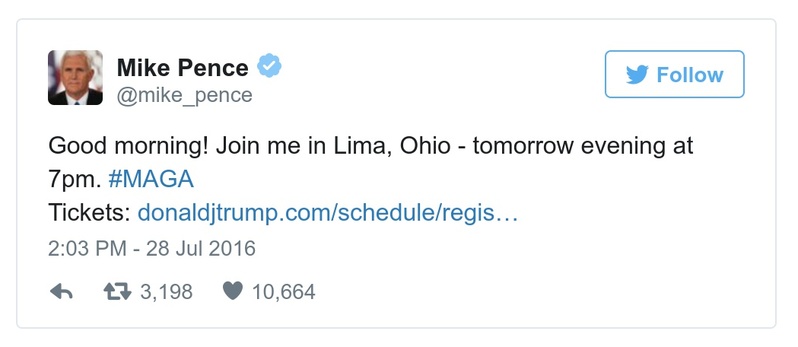 Mike Pence
@mike_pence
Follow
Good morning! Join me in Lima, Ohio - tomorrow evening at
7pm. #MAGA
Tickets: donaldjtrump.com/schedule/regis…
2:03 PM - 28 Jul 2016
3,198 10,664